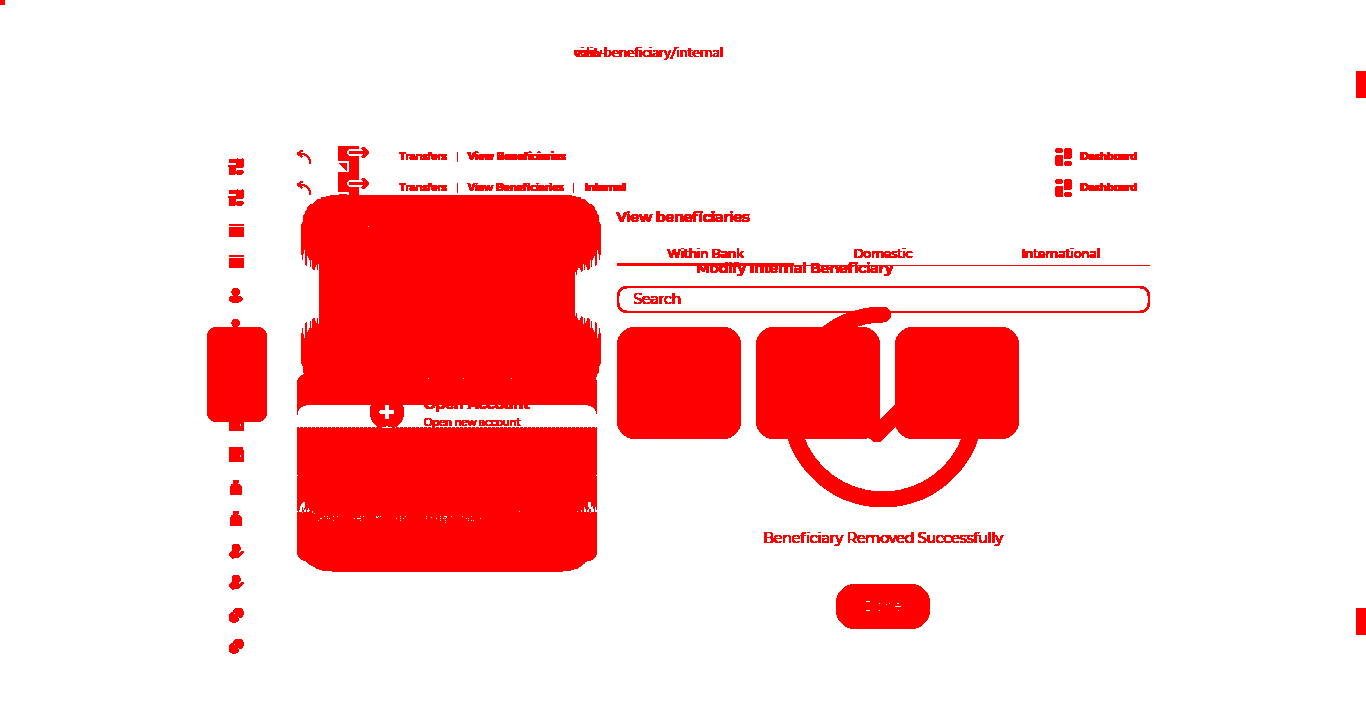 beneficiary/internal
Transfers | View Beneficiaries
Dashboard
Transfers | View Beneficiaries | Internal
Dashboard
View beneficiaries
Within Bank
Domestic
International
Modify Internal Beneficiary
Search
Open Account
Open new account
Beneficiary Removed Successfully
Done